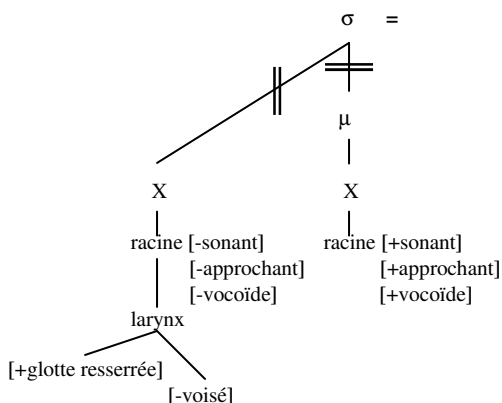 σ =
μ
X X
racine [-sonant] racine [+sonant]
[-approchant] [+approchant]
[-vocoïde] [+vocoïde]
larynx
[+glotte resserrée]
[-voisé]